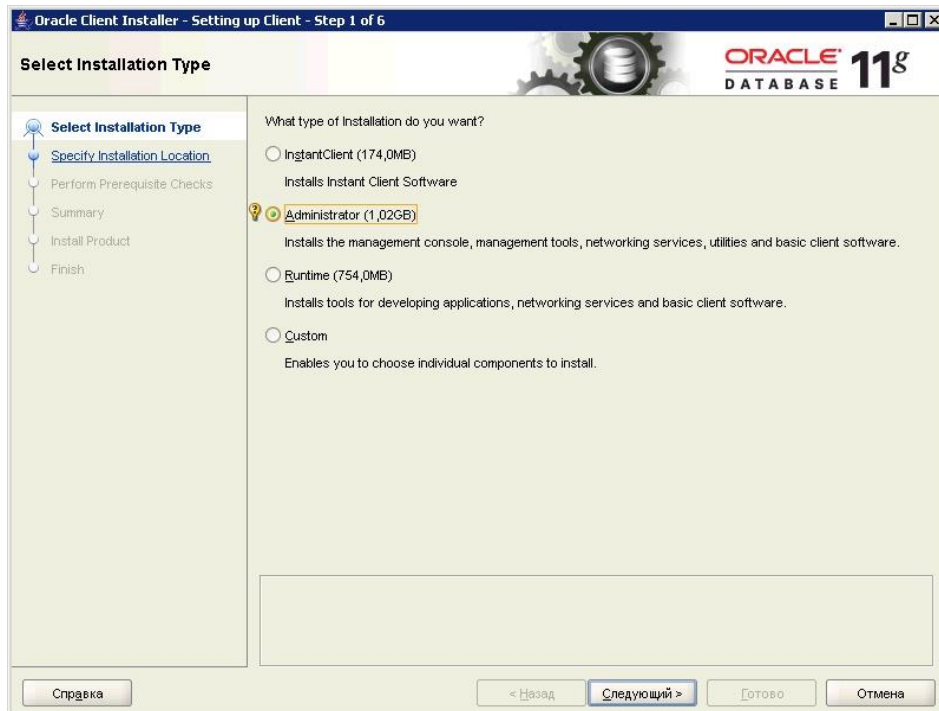 Oracle Client Installer - Setting up Client - Step 1 of 6
Select Installation Type
ORACLE
DATABASE
11g
Select Installation Type
Specify Installation Location
Perform Prerequisite Checks
Summary
Install Product
Finish
What type of Installation do you want?
InstantClient (174,0MB)
Installs Instant Client Software
Administrator (1,02GB)
Installs the management console, management tools, networking services, utilities and basic client software.
Runtime (754,0MB)
Installs tools for developing applications, networking services and basic client software.
Custom
Enables you to choose individual components to install.
Справка
< Назад
Следующий >
Готово
Отмена